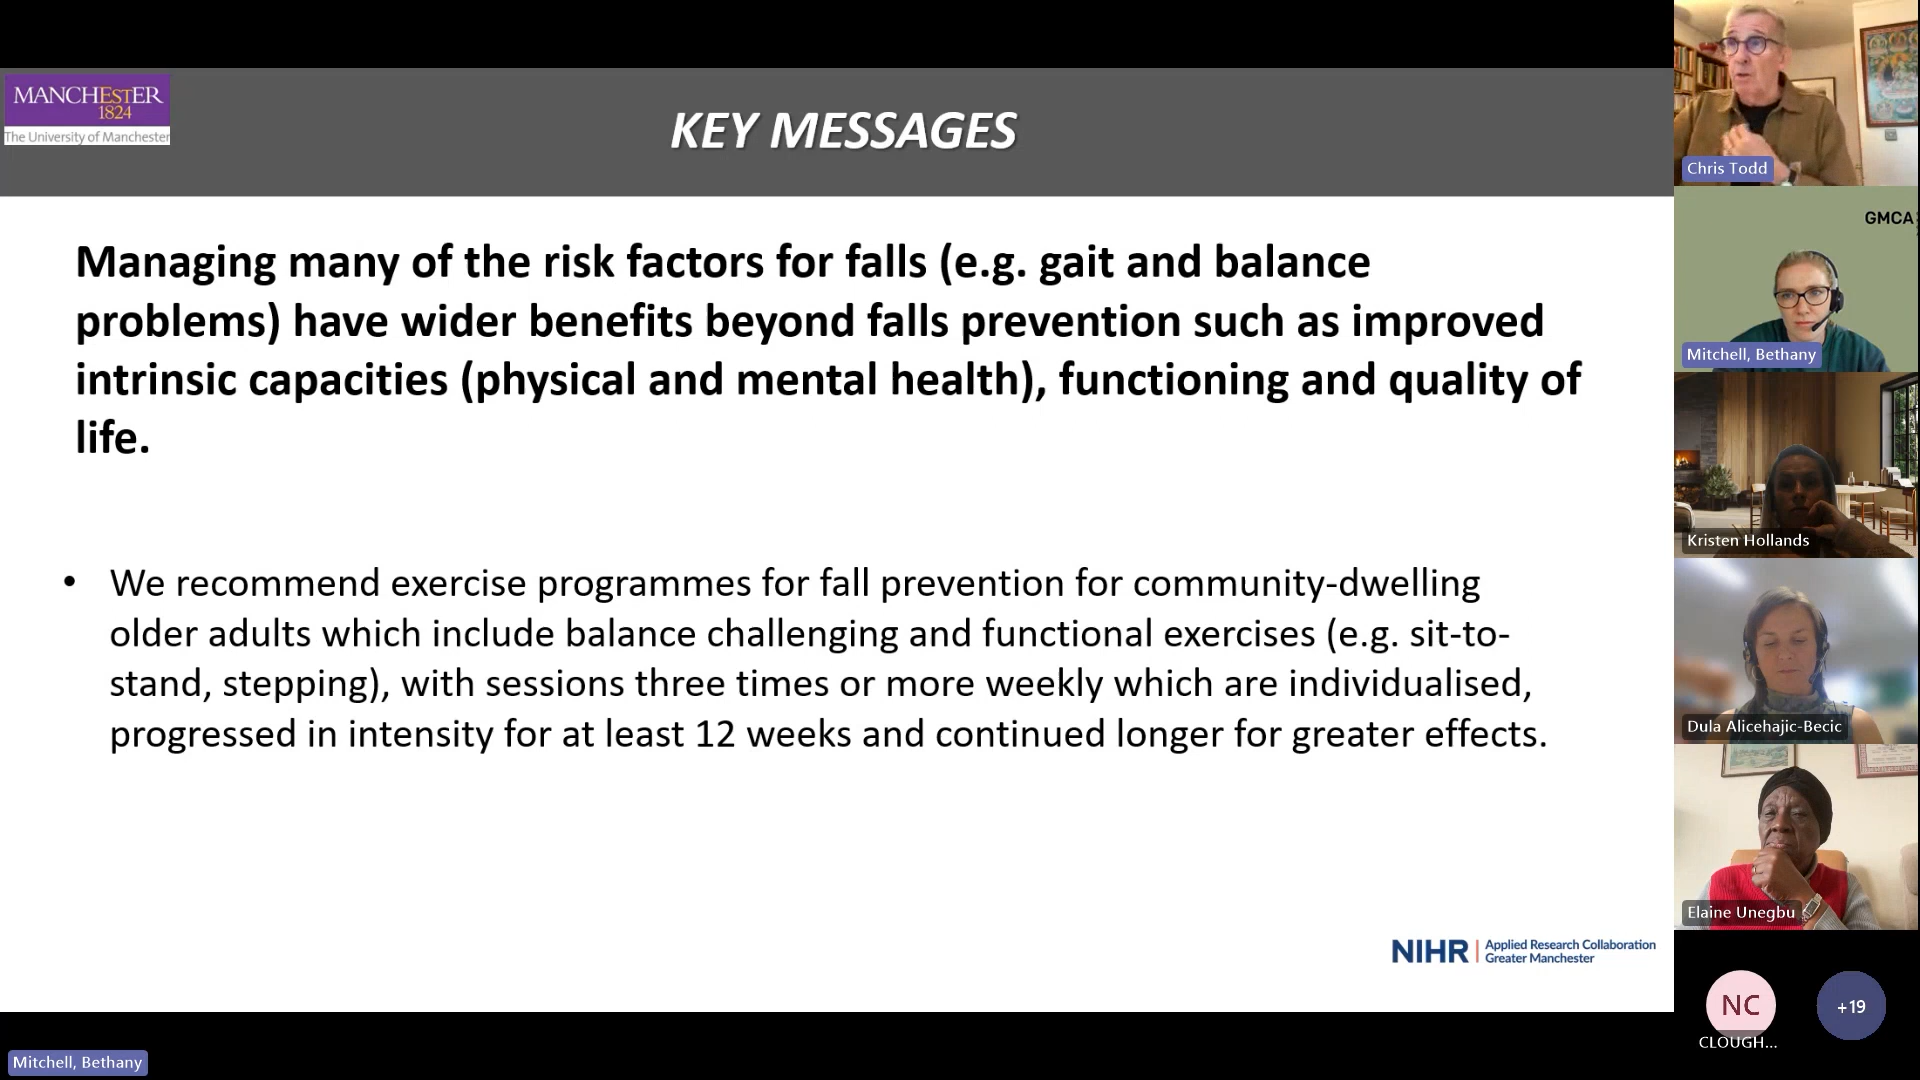 MANCHESTER
1824
The University of Manchester
KEY MESSAGES
Managing many of the risk factors for falls (e.g. gait and balance
problems) have wider benefits beyond falls prevention such as improved
intrinsic capacities (physical and mental health), functioning and quality of
life.
• We recommend exercise programmes for fall prevention for community-dwelling
older adults which include balance challenging and functional exercises (e.g. sit-to-
stand, stepping), with sessions three times or more weekly which are individualised,
progressed in intensity for at least 12 weeks and continued longer for greater effects.
NIHR | Applied Research Collaboration
Greater Manchester
Mitchell, Bethany
Chris Todd
GMCA
Mitchell, Bethany
Kristen Hollands
Dula Alicehajic-Becic
Elaine Unegbu
NC
CLOUGH...
+19